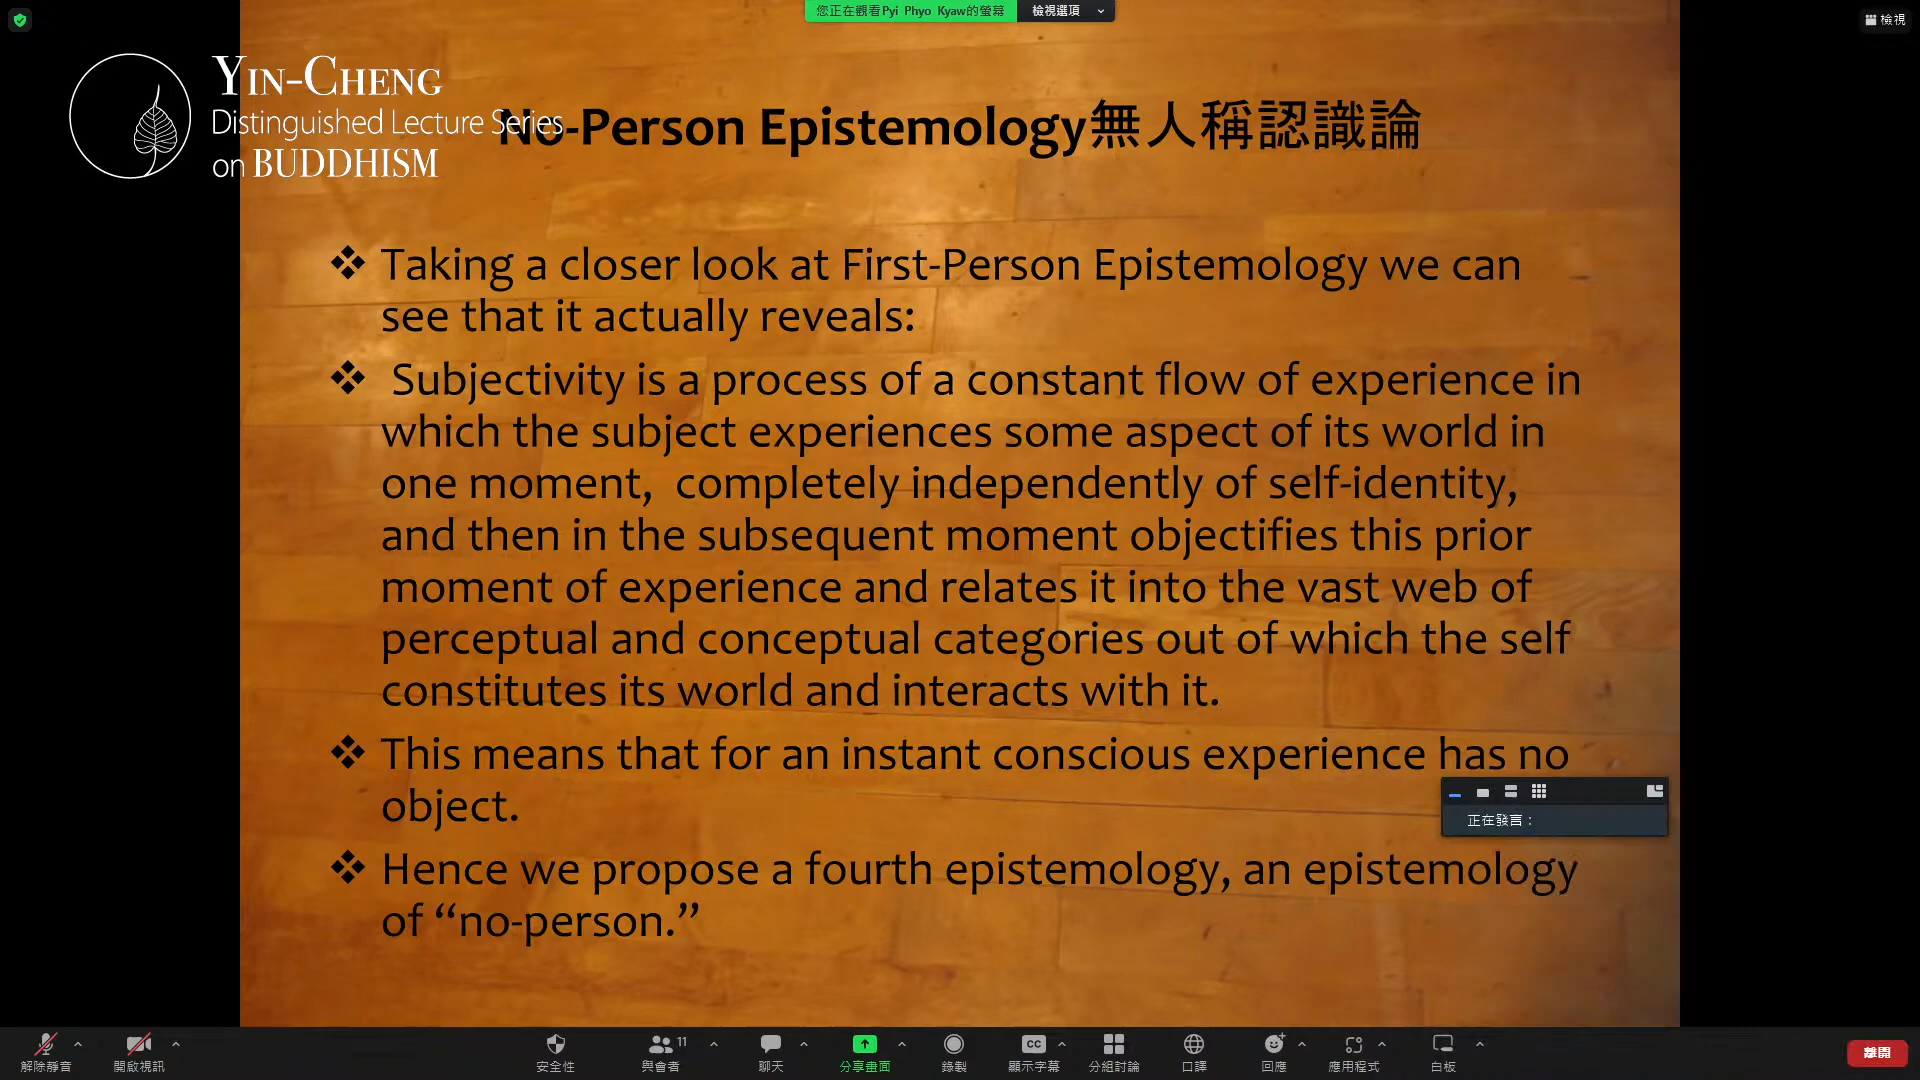 您正在觀看Pyi Phyo Kyaw的螢幕
檢視選項
檢視
YIN-CHENG
Distinguished Lecture Series
on BUDDHISM
No-Person Epistemology無人稱認識論
❖ Taking a closer look at First-Person Epistemology we can
see that it actually reveals:
❖ Subjectivity is a process of a constant flow of experience in
which the subject experiences some aspect of its world in
one moment, completely independently of self-identity,
and then in the subsequent moment objectifies this prior
moment of experience and relates it into the vast web of
perceptual and conceptual categories out of which the self
constitutes its world and interacts with it.
❖ This means that for an instant conscious experience has no
object.
❖ Hence we propose a fourth epistemology, an epistemology
of “no-person.”
正在發言：
解除靜音
開啟視訊
安全性
與會者
11
聊天
分享畫面
錄製
CC
顯示字幕
分組討論
口譯
回應
應用程式
白板
離開